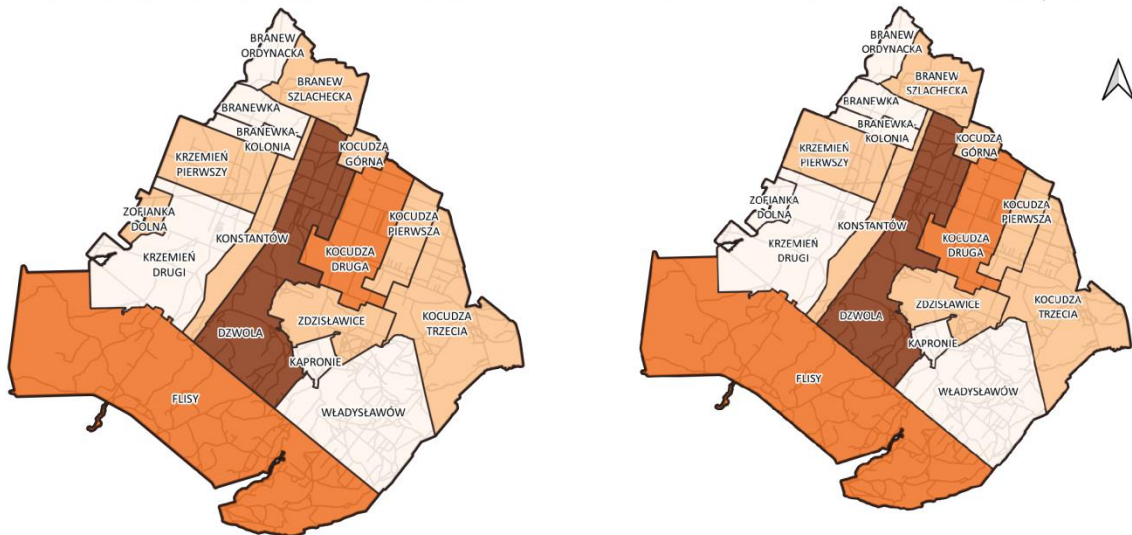 BRANEW
ORDYNACKA
BRANEW
SZLACHECKA
BRANEWKA
BRANEWKA-
KOLONIA
KOCUDZA
GÓRNA
KRZEMIEŃ
PIERWSZY
ZOFIANKA
DOLNA
KOCUDZA
PIERWSZA
KONSTANTÓW
KRZEMIEŃ
DRUGI
KOCUDZA
DRUGA
ZDZISŁAWICE
KOCUDZA
TRZECIA
DZWOLA
KAPRONIE
FLISY
WŁADYSŁAWÓW
BRANEW
ORDYNACKA
BRANEW
SZLACHECKA
BRANEWKA
BRANEWKA-
KOLONIA
KOCUDZA
GÓRNA
KRZEMIEŃ
PIERWSZY
ZOFIANKA
DOLNA
KOCUDZA
PIERWSZA
KONSTANTÓW
KRZEMIEŃ
DRUGI
KOCUDZA
DRUGA
ZDZISŁAWICE
KOCUDZA
TRZECIA
DZWOLA
KAPRONIE
FLISY
WŁADYSŁAWÓW